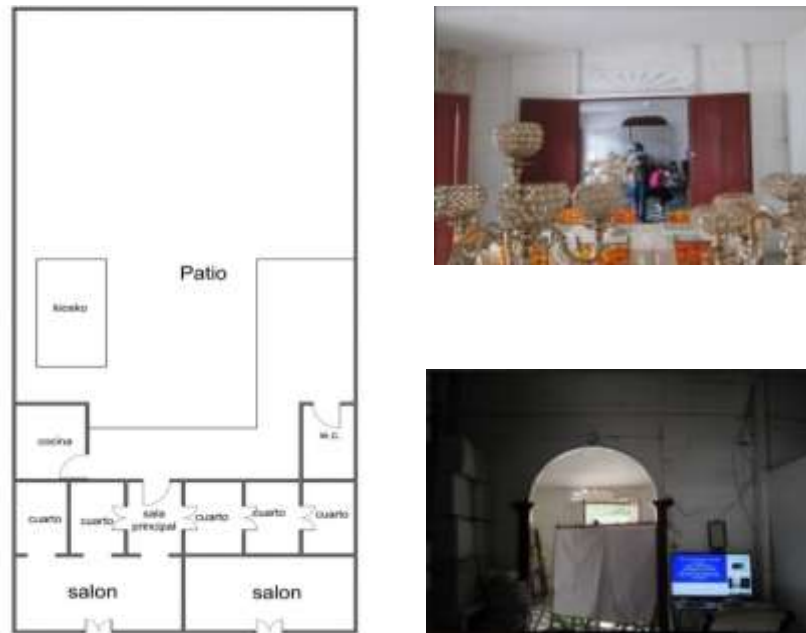 Patio
kiosko
cocina
w.c.
cuarto
cuarto
sala
principal
cuarto
cuarto
cuarto
salon
salon